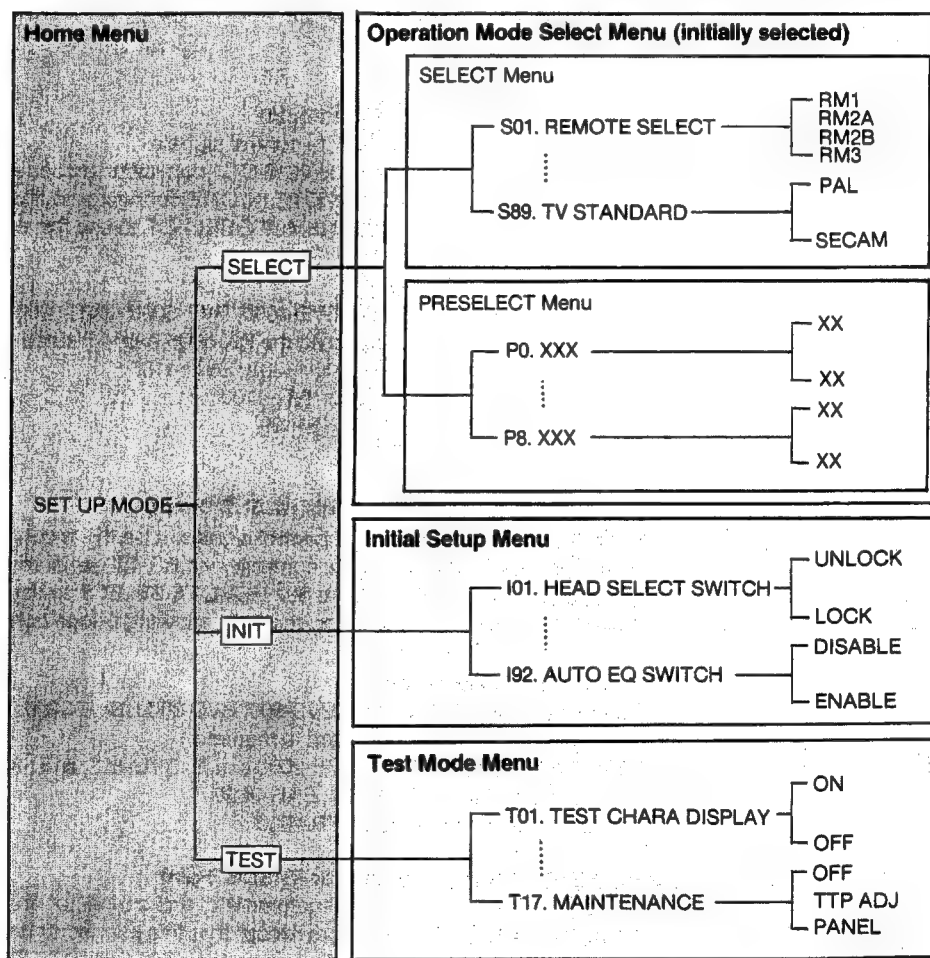 Home Menu
SET UP MODE
SELECT
INIT
TEST
Operation Mode Select Menu (initially selected)
SELECT Menu
S01. REMOTE SELECT
RM1
RM2A
RM2B
RM3
S89. TV STANDARD
PAL
SECAM
PRESELECT Menu
P0. XXX
XX
XX
P8. XXX
XX
XX
Initial Setup Menu
I01. HEAD SELECT SWITCH
UNLOCK
LOCK
I92. AUTO EQ SWITCH
DISABLE
ENABLE
Test Mode Menu
T01. TEST CHARA DISPLAY
ON
OFF
T17. MAINTENANCE
OFF
TTP ADJ
PANEL